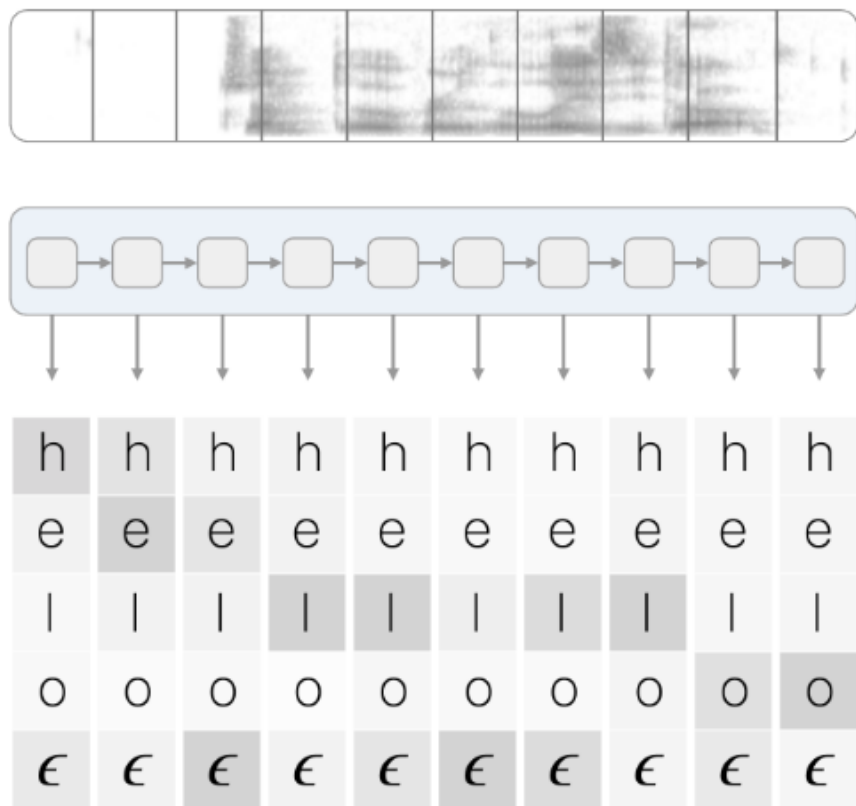 h h h h h h h h h h
e e e e e e e e e e
l l l l l l l l l l
o o o o o o o o o o
ϵ ϵ ϵ ϵ ϵ ϵ ϵ ϵ ϵ ϵ